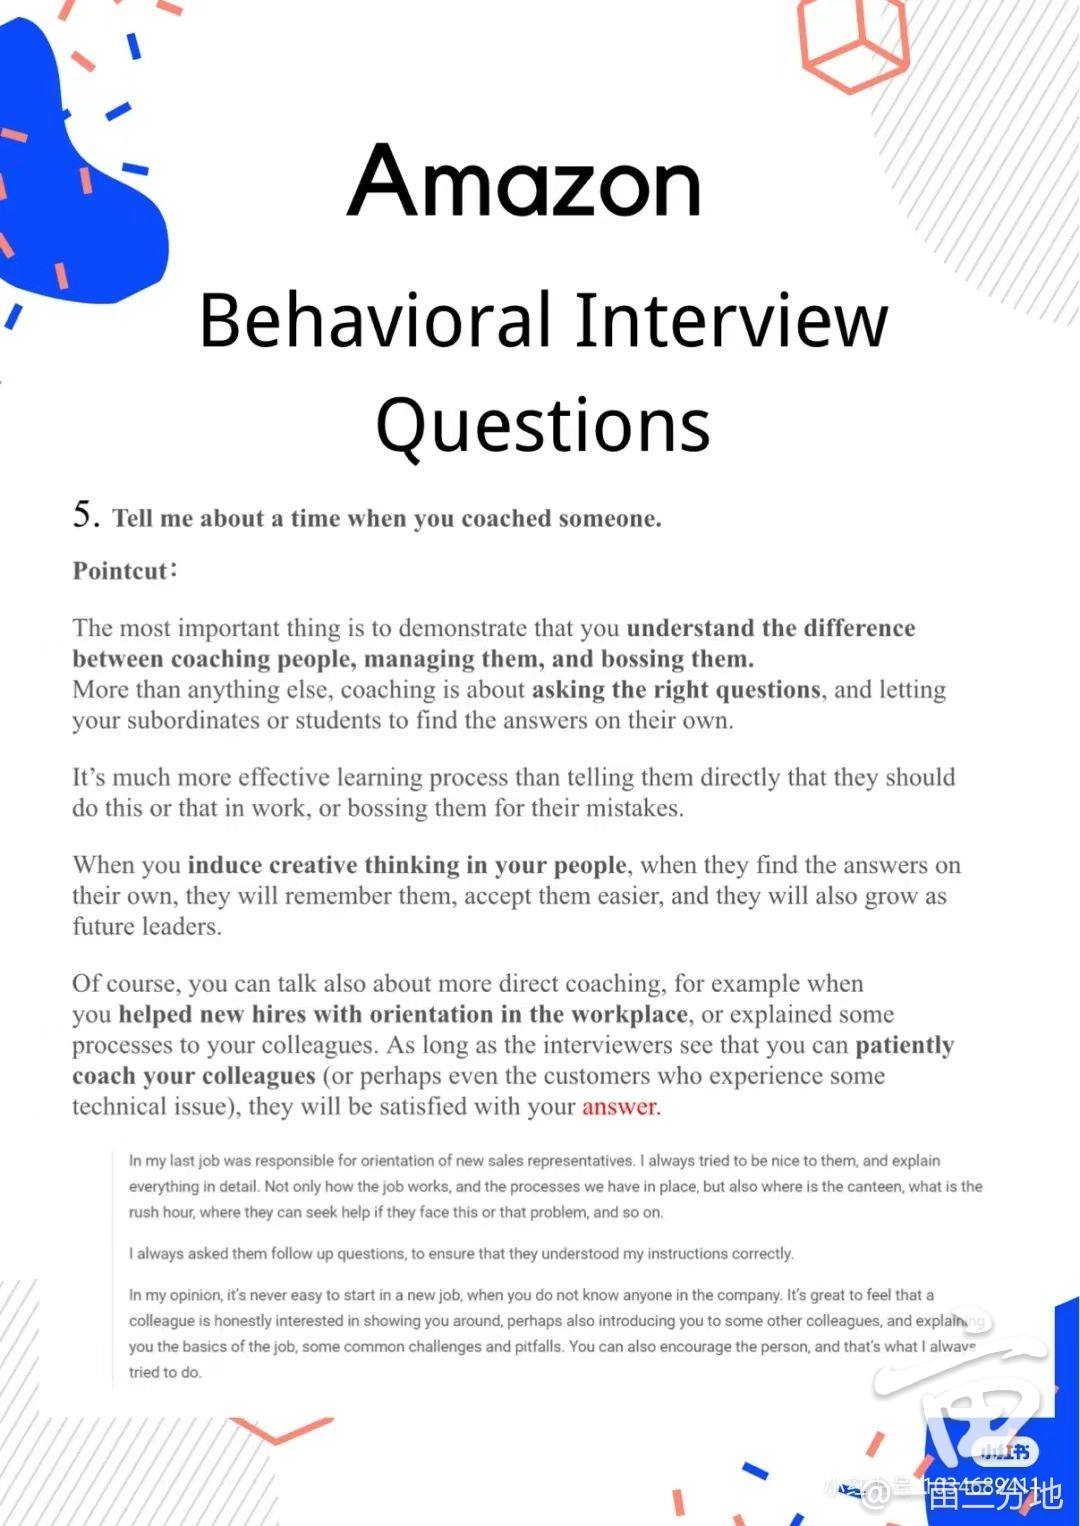 Amazon
Behavioral Interview
Questions
5. Tell me about a time when you coached someone.
Pointcut：
The most important thing is to demonstrate that you understand the difference
between coaching people, managing them, and bossing them.
More than anything else, coaching is about asking the right questions, and letting
your subordinates or students to find the answers on their own.
It’s much more effective learning process than telling them directly that they should
do this or that in work, or bossing them for their mistakes.
When you induce creative thinking in your people, when they find the answers on
their own, they will remember them, accept them easier, and they will also grow as
future leaders.
Of course, you can talk also about more direct coaching, for example when
you helped new hires with orientation in the workplace, or explained some
processes to your colleagues. As long as the interviewers see that you can patiently
coach your colleagues (or perhaps even the customers who experience some
technical issue), they will be satisfied with your answer.
In my last job was responsible for orientation of new sales representatives. I always tried to be nice to them, and explain
everything in detail. Not only how the job works, and the processes we have in place, but also where is the canteen, what is the
rush hour, where they can seek help if they face this or that problem, and so on.
I always asked them follow up questions, to ensure that they understood my instructions correctly.
In my opinion, it’s never easy to start in a new job, when you do not know anyone in the company. It’s great to feel that a
colleague is honestly interested in showing you around, perhaps also introducing you to some other colleagues, and explaining
you the basics of the job, some common challenges and pitfalls. You can also encourage the person, and that’s what I always
tried to do.
小红书
@一亩三分地